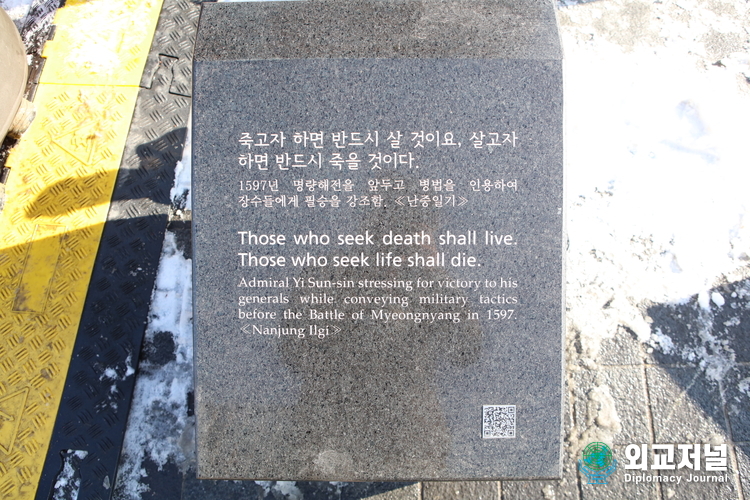 죽고자 하면 반드시 살 것이요, 살고자
하면 반드시 죽을 것이다.
1597년 명량해전을 앞두고 병법을 인용하여
장수들에게 필승을 강조함. ≪난중일기≫
Those who seek death shall live.
Those who seek life shall die.
Admiral Yi Sun-sin stressing for victory to his
generals while conveying military tactics
before the Battle of Myeongnyang in 1597.
≪Nanjung Ilgi≫
외교저널
Diplomacy Journal